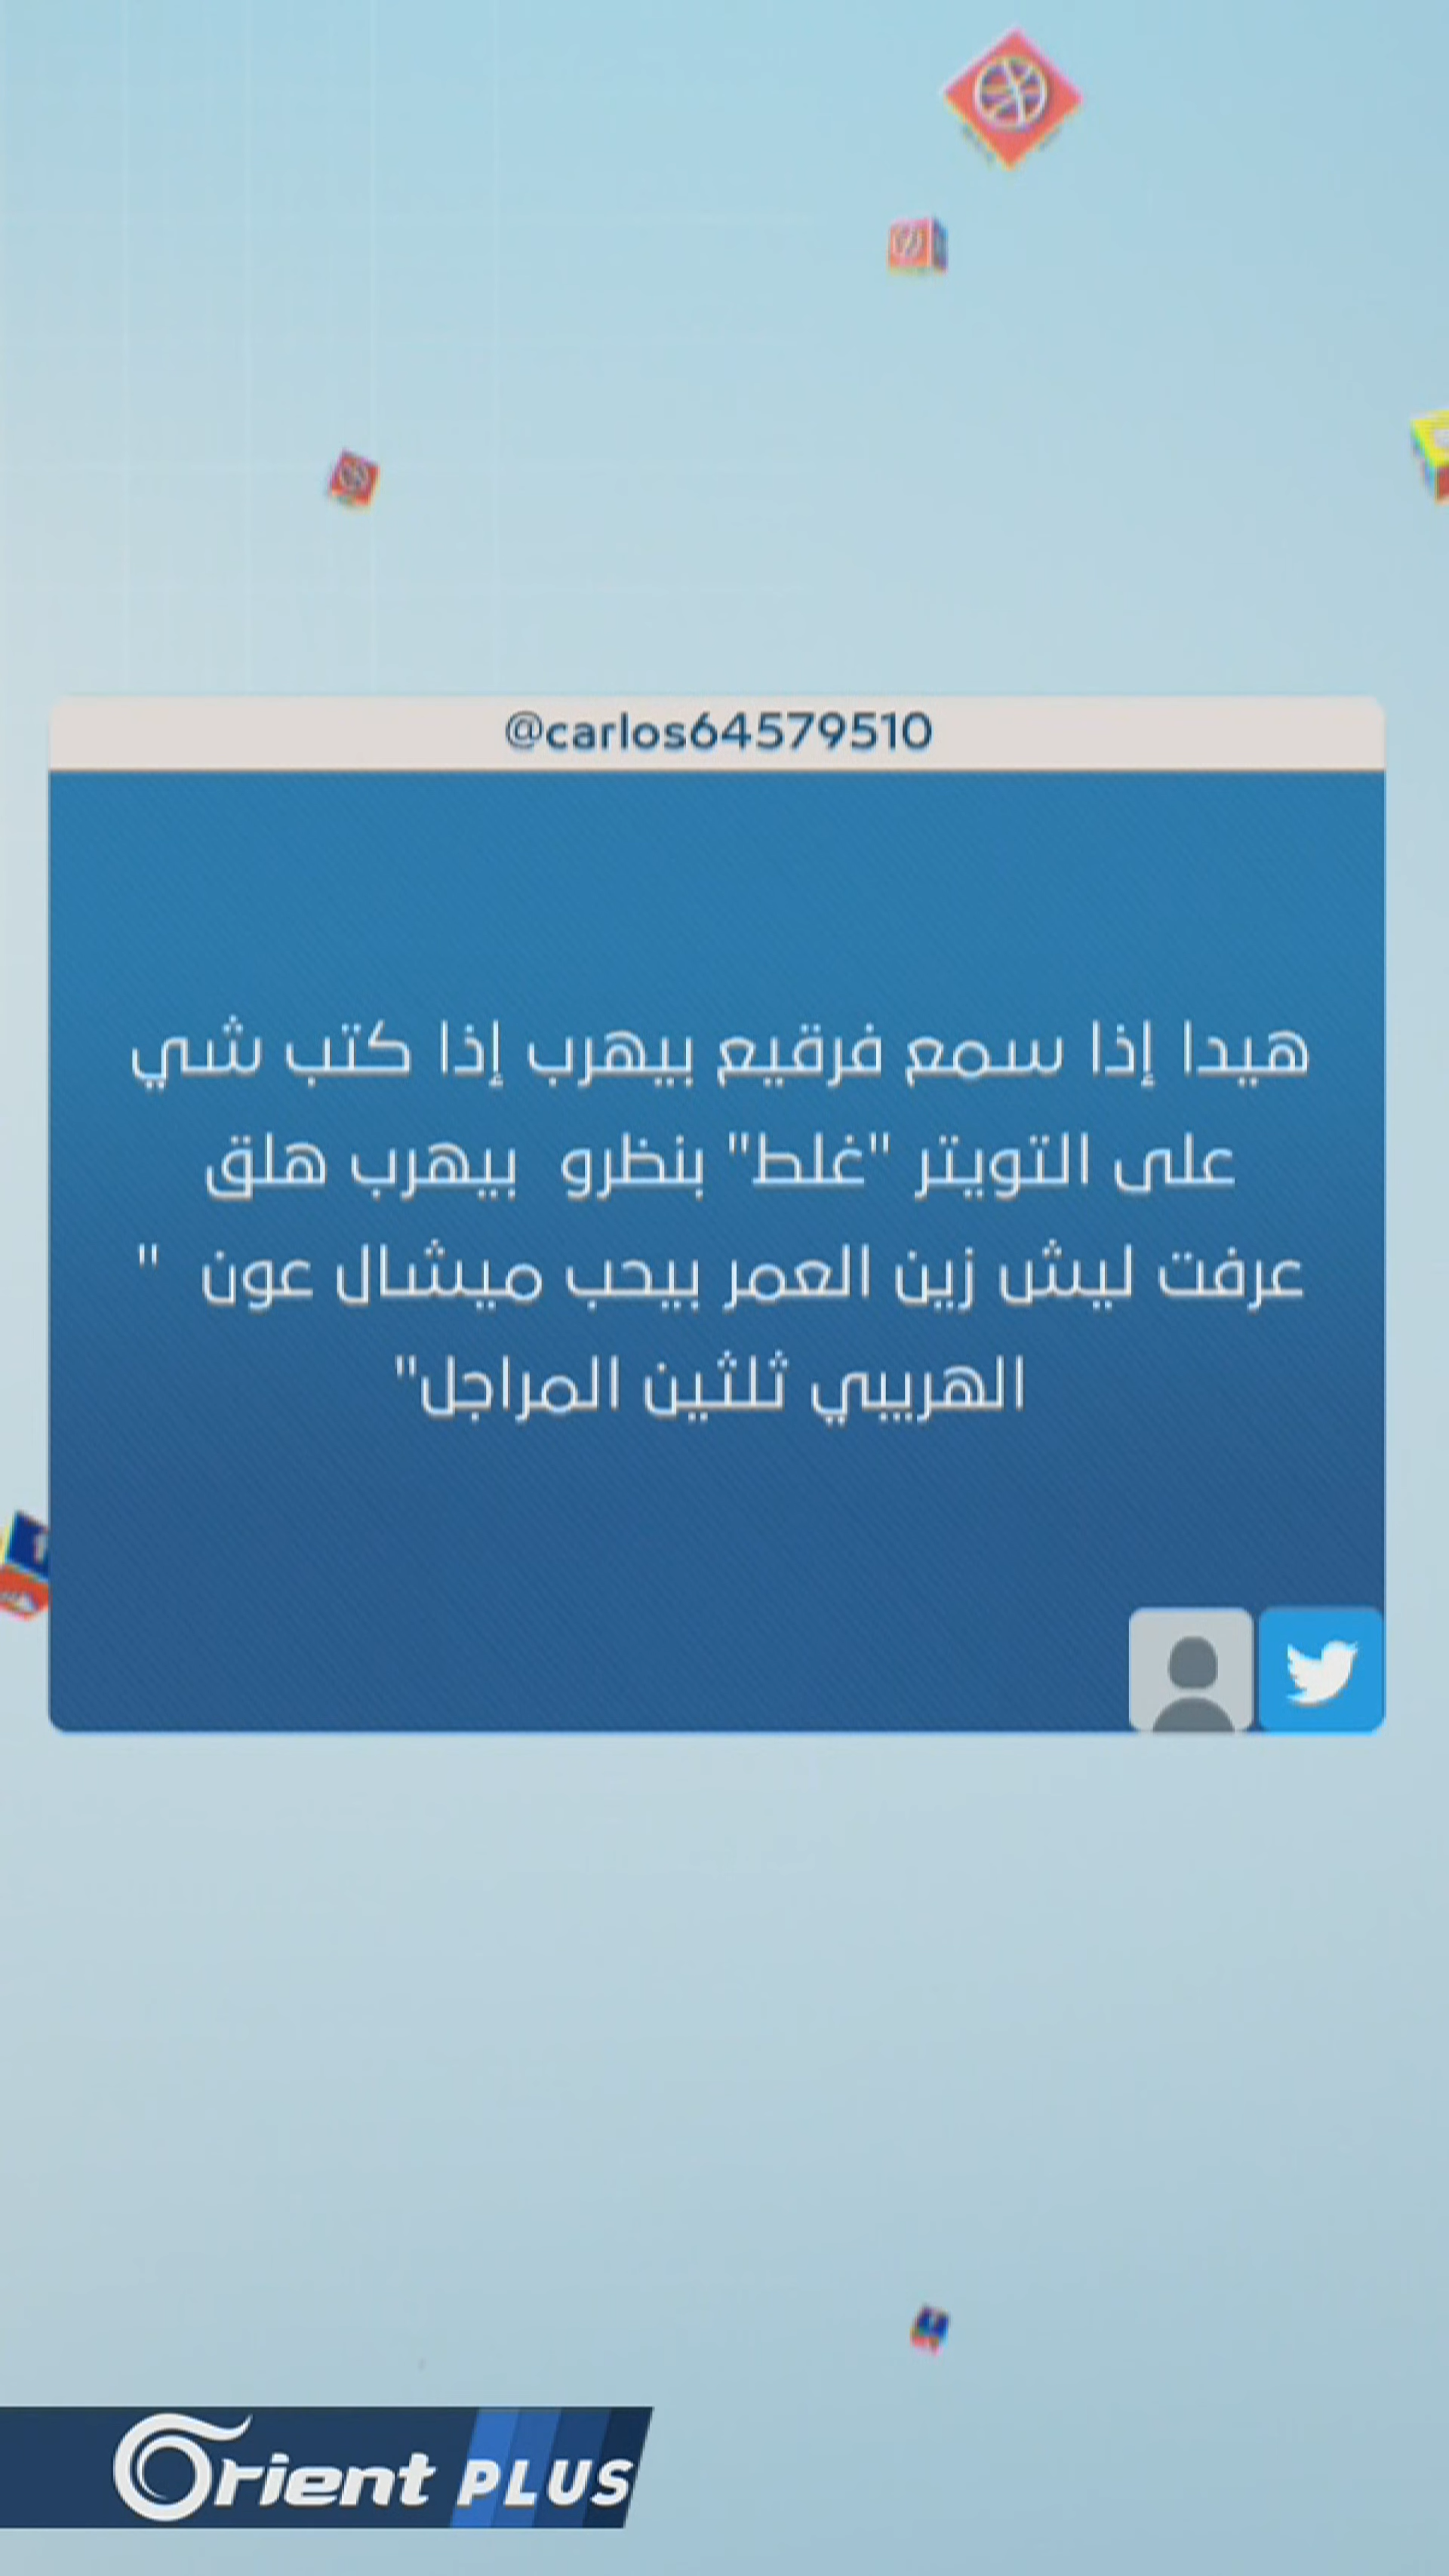 @carlos64579510
هيدا إذا سمع فرقيع بيهرب إذا كتب شي
على التويتر "غلط" بنظرو بيهرب هلق
عرفت ليش زين العمر بيحب ميشال عون "
الهريبي ثلثين المراجل"
Orient PLUS